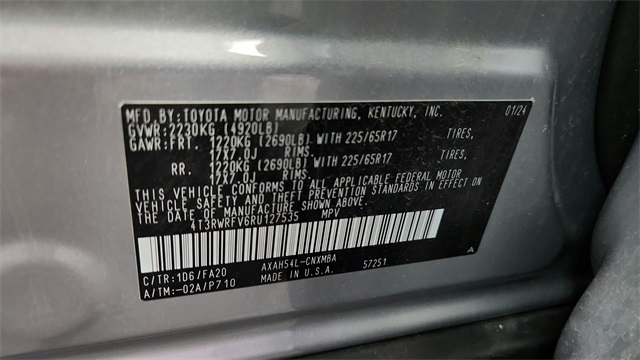 MFD.BY:TOYOTA MOTOR MANUFACTURING, KENTUCKY, INC. 01/24
GVWR:2230KG (4920LB)
GAWR:FRT. 1220KG (2690LB) WITH 225/65R17 TIRES,
17X7.0J RIMS.
RR. 1220KG (2690LB) WITH 225/65R17 TIRES,
17X7.0J RIMS.
THIS VEHICLE CONFORMS TO ALL APPLICABLE FEDERAL MOTOR
VEHICLE SAFETY AND THEFT PREVENTION STANDARDS IN EFFECT ON
THE DATE OF MANUFACTURE SHOWN ABOVE.
4T3RWRFV6RU127535 MPV
A
C/TR:1D6/FA20 AXAH54L-CNXMBA 57251
A/TM:-02A/P710 MADE IN U.S.A.